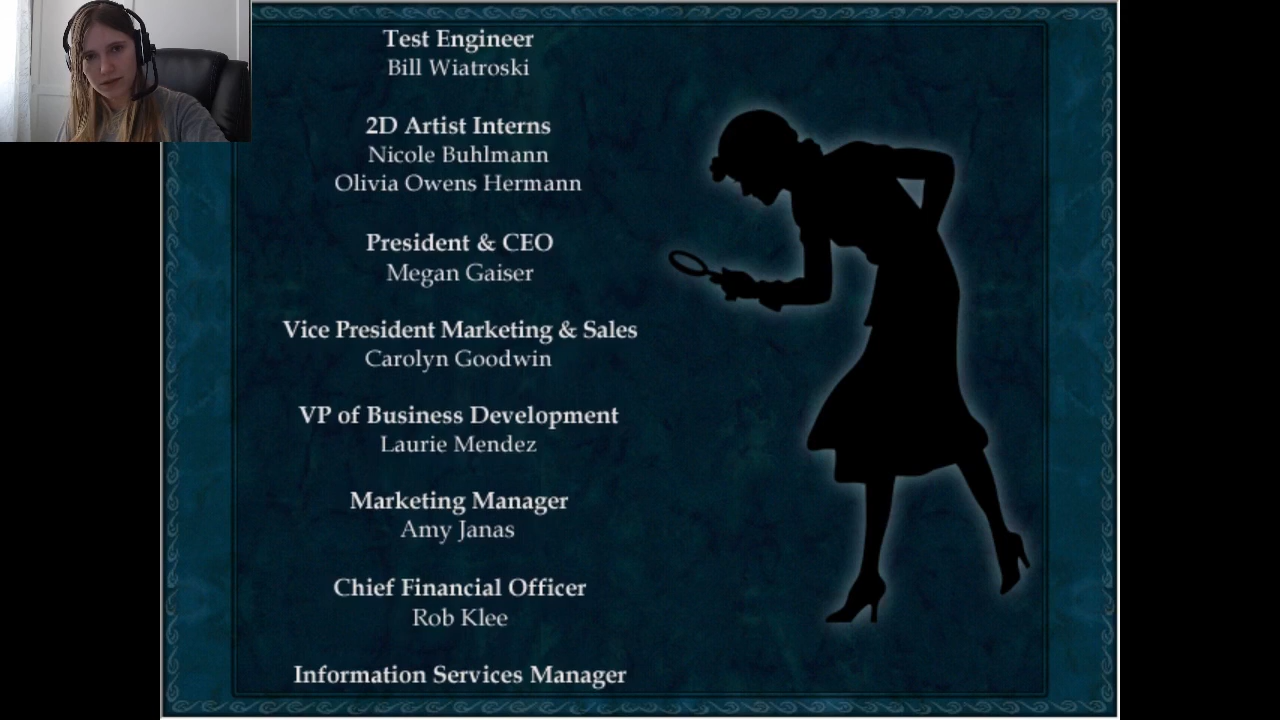 Test Engineer
Bill Wiatroski
2D Artist Interns
Nicole Buhlmann
Olivia Owens Hermann
President & CEO
Megan Gaiser
Vice President Marketing & Sales
Carolyn Goodwin
VP of Business Development
Laurie Mendez
Marketing Manager
Amy Janas
Chief Financial Officer
Rob Klee
Information Services Manager